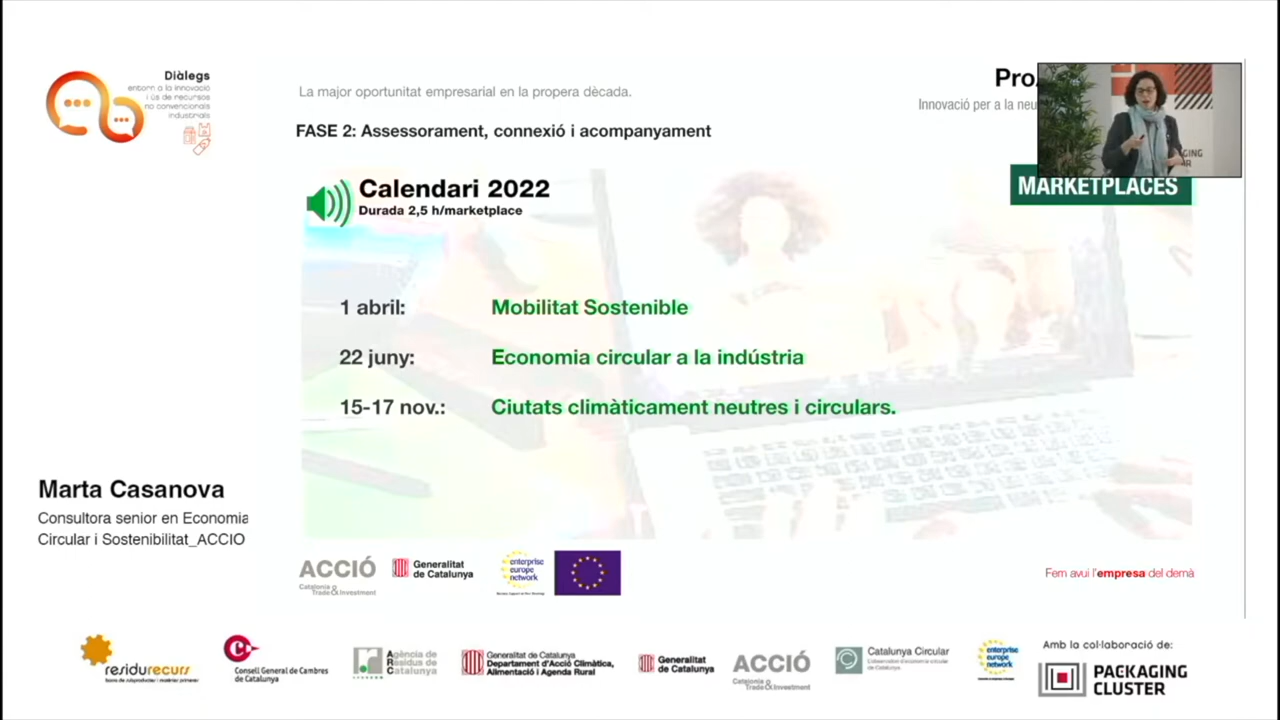 Diàlegs
entorn a la innovació
i ús de recursos
no convencionals
industrials
La major oportunitat empresarial en la propera dècada.
FASE 2: Assessorament, connexió i acompanyament
Pro
Innovació per a la neu
MARKETPLACES
Calendari 2022
Durada 2,5 h/marketplace
1 abril: Mobilitat Sostenible
22 juny: Economia circular a la indústria
15-17 nov.: Ciutats climàticament neutres i circulars.
Marta Casanova
Consultora senior en Economia
Circular i Sostenibilitat_ACCIO
ACCIÓ
Catalonia
Trade&Investment
Generalitat
de Catalunya
enterprise
europe
network
Fem avui l'empresa del demà
residurecurs
borsa de subproductes i matèries primeres
Consell General de Cambres
de Catalunya
Agència de
Residus de
Catalunya
Generalitat de Catalunya
Departament d'Acció Climàtica,
Alimentació i Agenda Rural
Generalitat
de Catalunya
ACCIÓ
Catalonia
Trade&Investment
Catalunya Circular
enterprise
europe
network
Amb la col·laboració de:
PACKAGING
CLUSTER